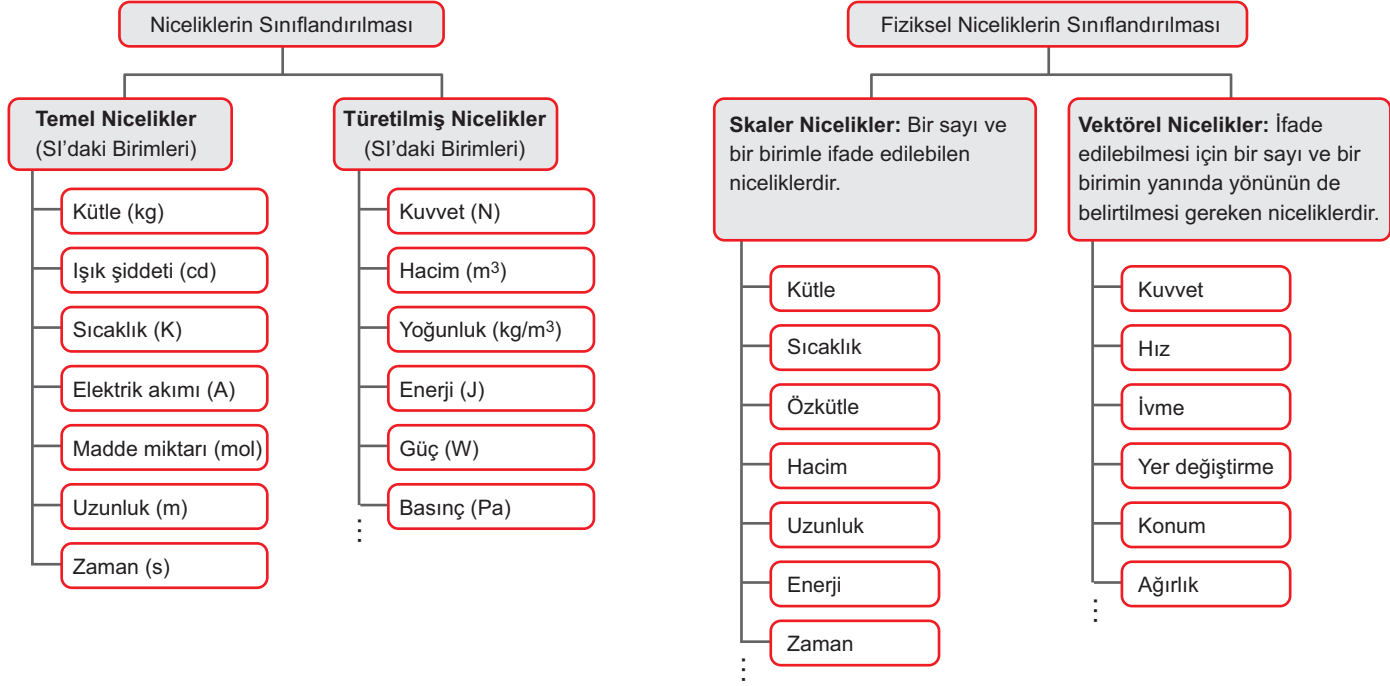 Niceliklerin Sınıflandırılması
Temel Nicelikler
(SI'daki Birimleri)
Kütle (kg)
Işık şiddeti (cd)
Sıcaklık (K)
Elektrik akımı (A)
Madde miktarı (mol)
Uzunluk (m)
Zaman (s)
Türetilmiş Nicelikler
(SI'daki Birimleri)
Kuvvet (N)
Hacim (m³)
Yoğunluk (kg/m³)
Enerji (J)
Güç (W)
Basınç (Pa)
⋮
Fiziksel Niceliklerin Sınıflandırılması
Skaler Nicelikler: Bir sayı ve
bir birimle ifade edilebilen
niceliklerdir.
Kütle
Sıcaklık
Özkütle
Hacim
Uzunluk
Enerji
Zaman
⋮
Vektörel Nicelikler: İfade
edilebilmesi için bir sayı ve bir
birimin yanında yönünün de
belirtilmesi gereken niceliklerdir.
Kuvvet
Hız
İvme
Yer değiştirme
Konum
Ağırlık
⋮